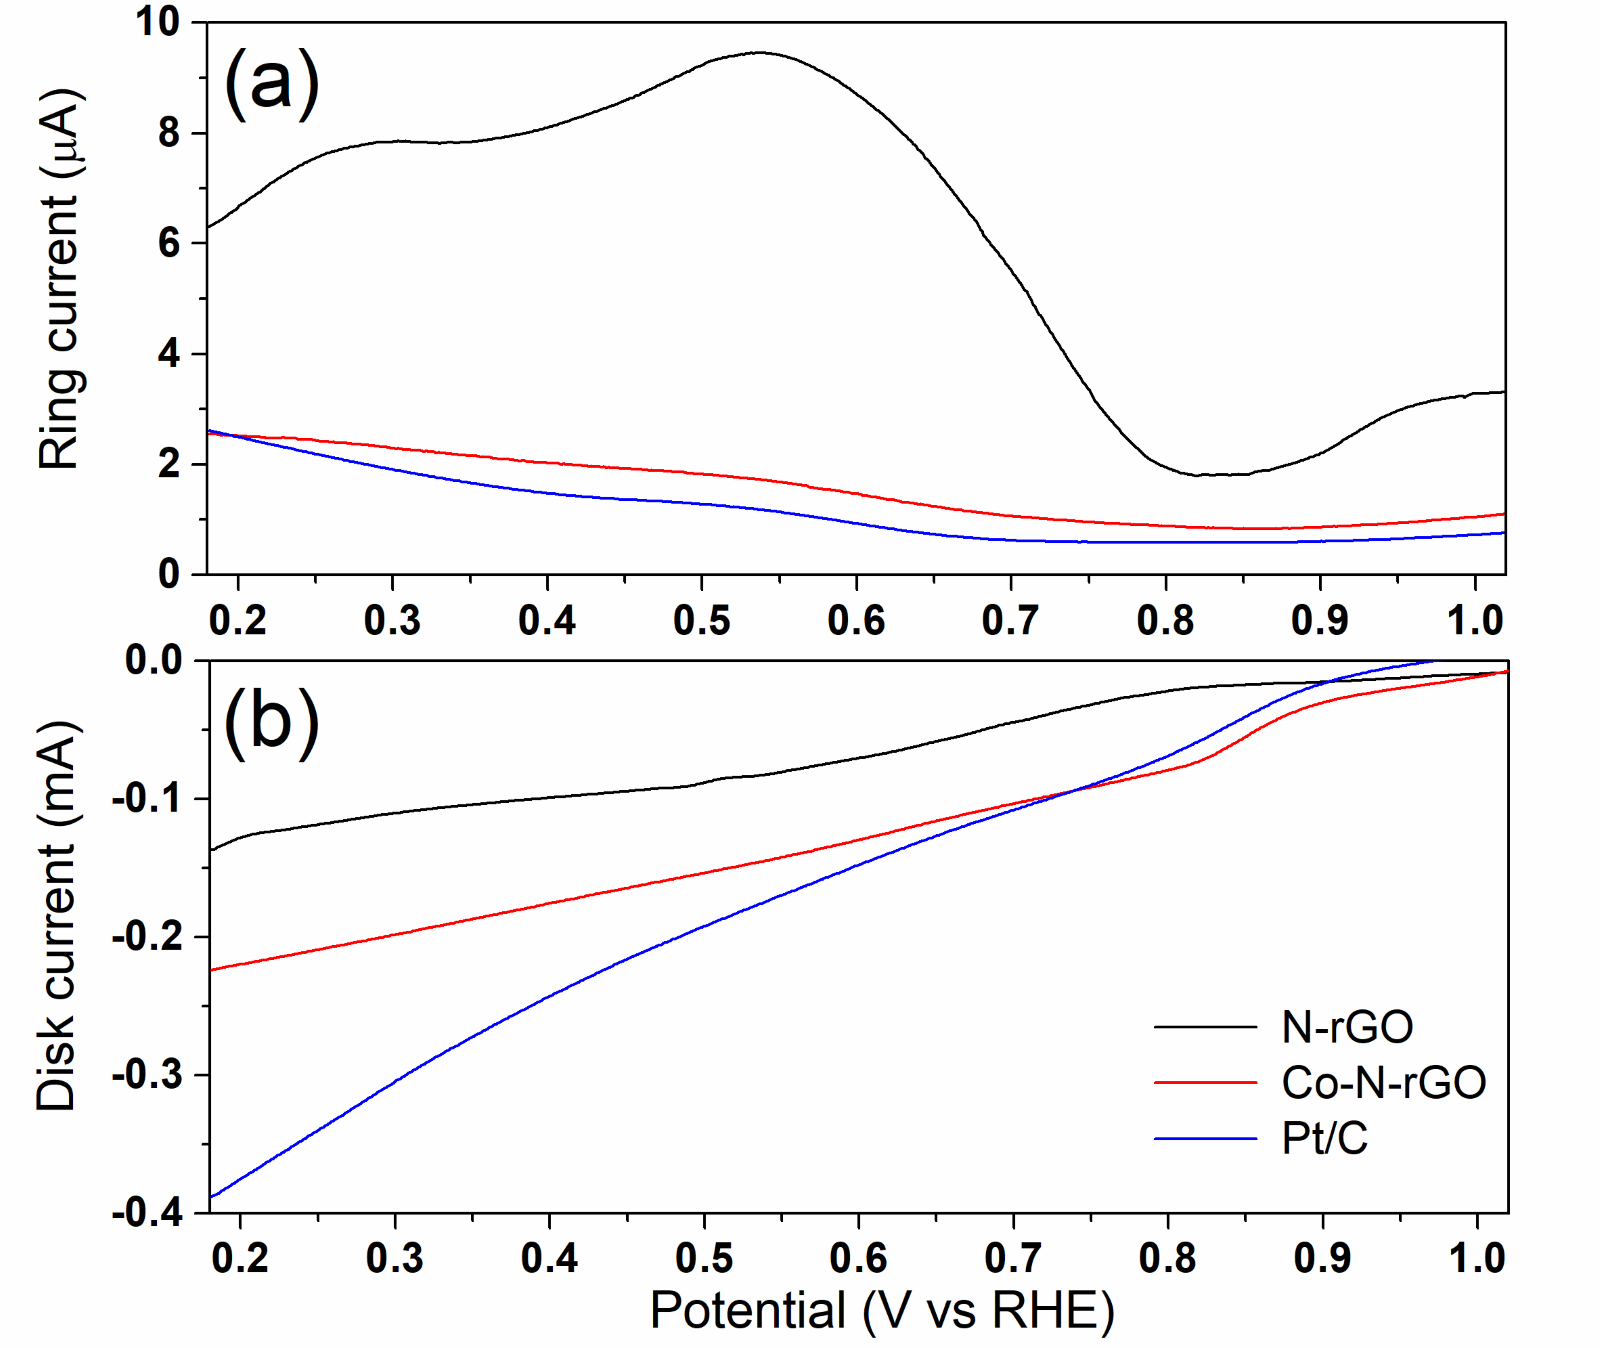 (a)
Ring current (μA)
10
8
6
4
2
0
0.2 0.3 0.4 0.5 0.6 0.7 0.8 0.9 1.0
(b)
Disk current (mA)
0.0
-0.1
-0.2
-0.3
-0.4
N-rGO
Co-N-rGO
Pt/C
0.2 0.3 0.4 0.5 0.6 0.7 0.8 0.9 1.0
Potential (V vs RHE)